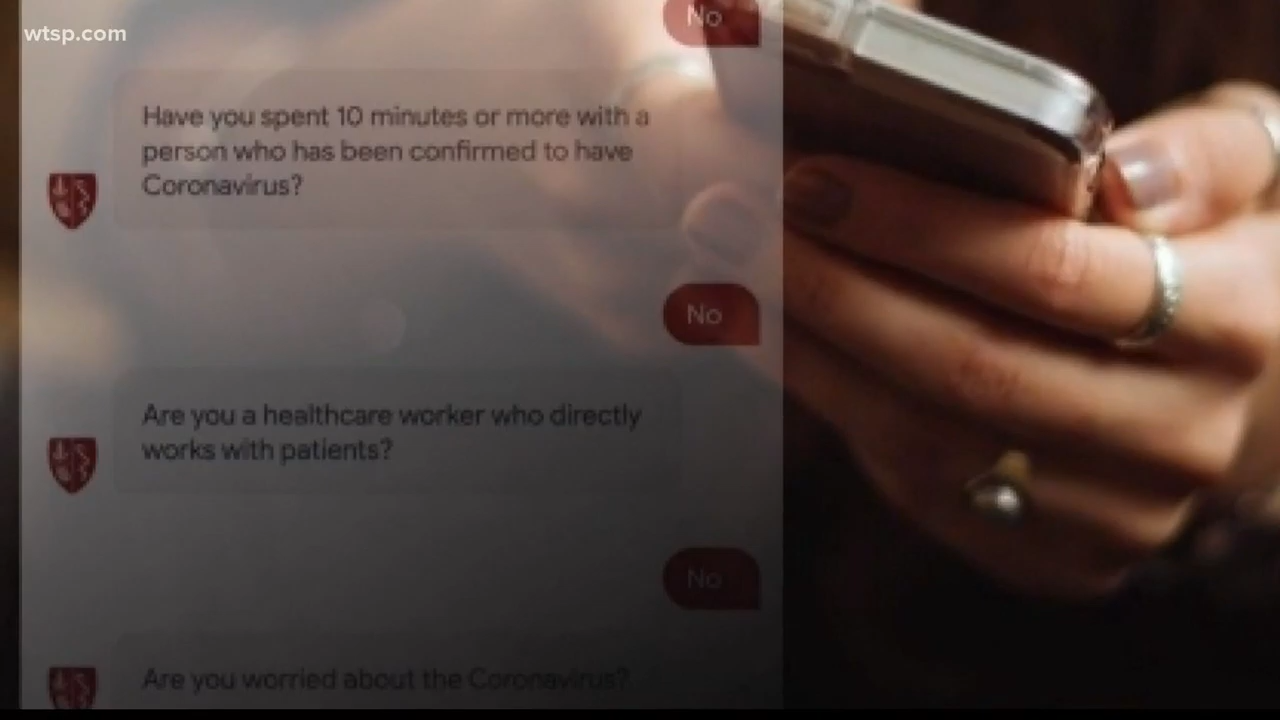 wtsp.com
No
Have you spent 10 minutes or more with a
person who has been confirmed to have
Coronavirus?
No
Are you a healthcare worker who directly
works with patients?
No
Are you worried about the Coronavirus?